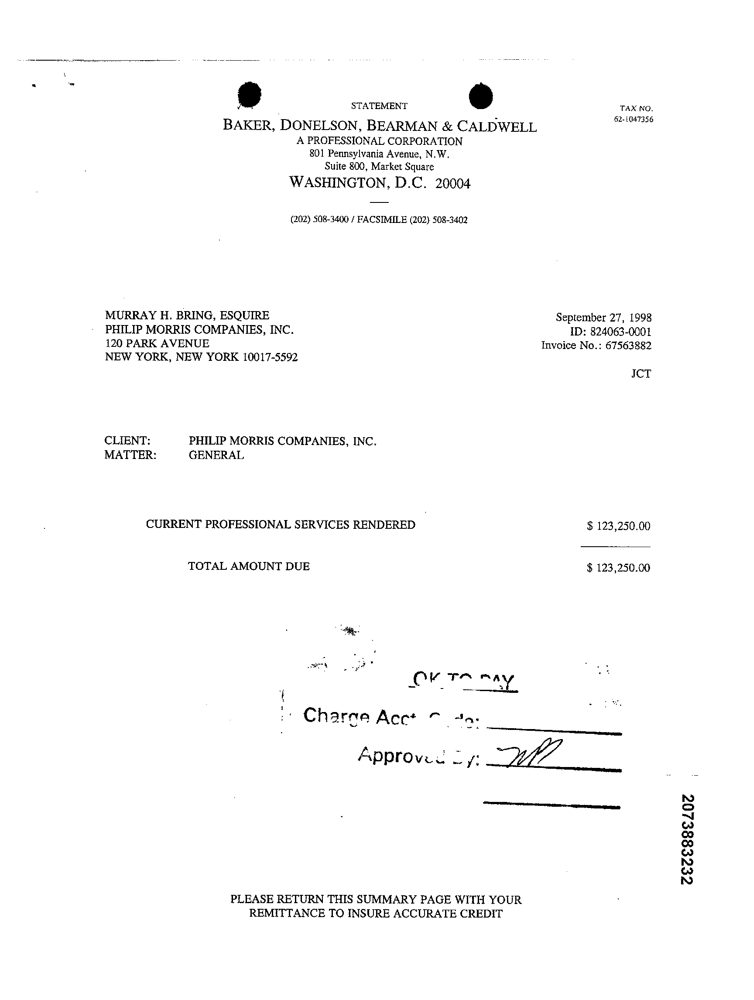 STATEMENT
TAX NO.
62-1047356
BAKER, DONELSON, BEARMAN & CALDWELL
A PROFESSIONAL CORPORATION
801 Pennsylvania Avenue, N.W.
Suite 800, Market Square
WASHINGTON, D.C. 20004
(202) 508-3400 / FACSIMILE (202) 508-3402
MURRAY H. BRING, ESQUIRE
PHILIP MORRIS COMPANIES, INC.
120 PARK AVENUE
NEW YORK, NEW YORK 10017-5592
September 27, 1998
ID: 824063-0001
Invoice No.: 67563882
JCT
CLIENT: PHILIP MORRIS COMPANIES, INC.
MATTER: GENERAL
CURRENT PROFESSIONAL SERVICES RENDERED $ 123,250.00
TOTAL AMOUNT DUE $ 123,250.00
OK TO PAY
Charge Acct Code:
Approved By:
2073883232
PLEASE RETURN THIS SUMMARY PAGE WITH YOUR
REMITTANCE TO INSURE ACCURATE CREDIT